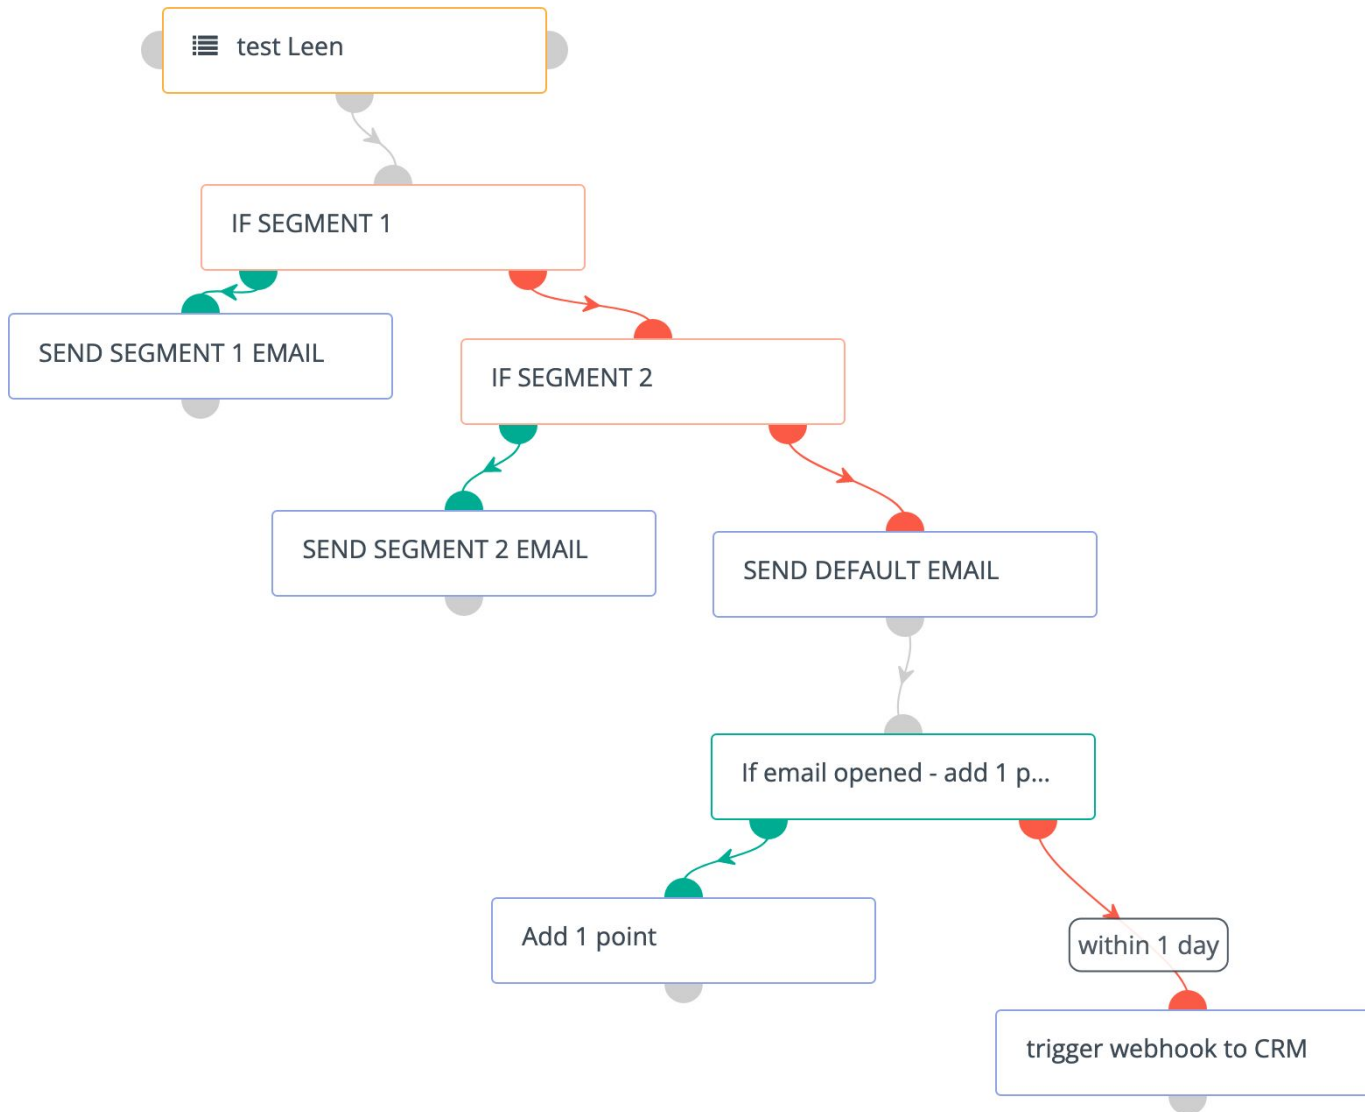 test Leen
IF SEGMENT 1
SEND SEGMENT 1 EMAIL
IF SEGMENT 2
SEND SEGMENT 2 EMAIL
SEND DEFAULT EMAIL
If email opened - add 1 p...
Add 1 point
within 1 day
trigger webhook to CRM